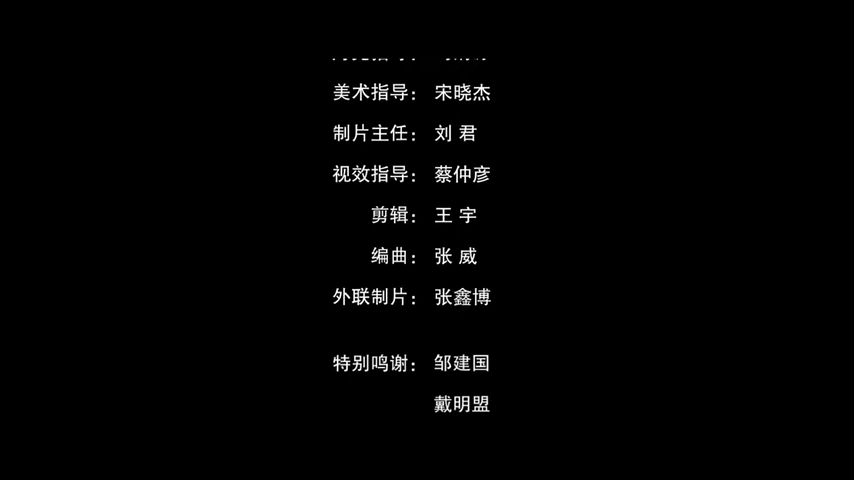 美术指导：宋晓杰
制片主任：刘 君
视效指导：蔡仲彦
剪辑：王 宇
编曲：张 威
外联制片：张鑫博
特别鸣谢：邹建国
戴明盟